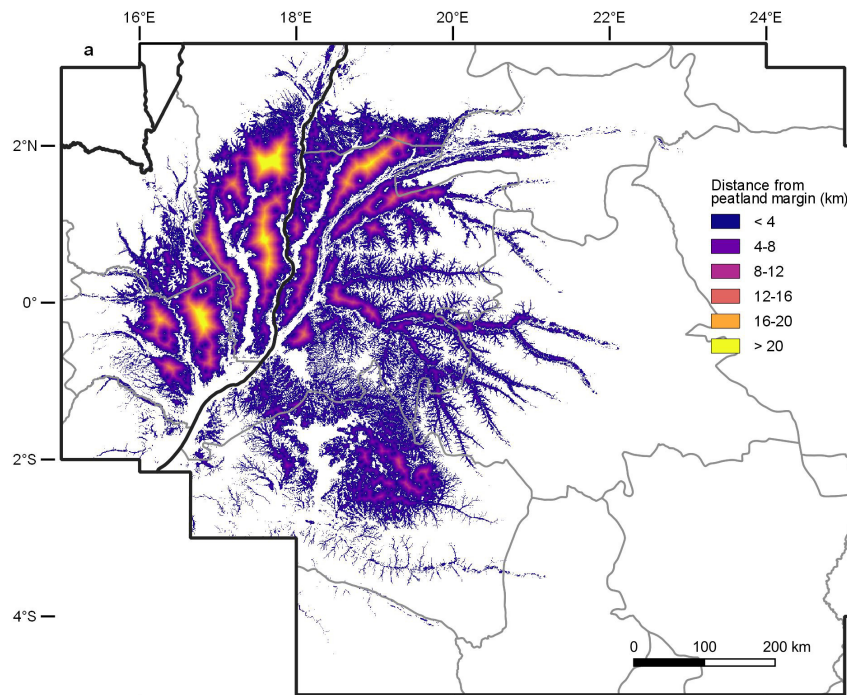 16°E 18°E 20°E 22°E 24°E
a
2°N
0°
2°S
4°S
Distance from
peatland margin (km)
< 4
4-8
8-12
12-16
16-20
> 20
0 100 200 km